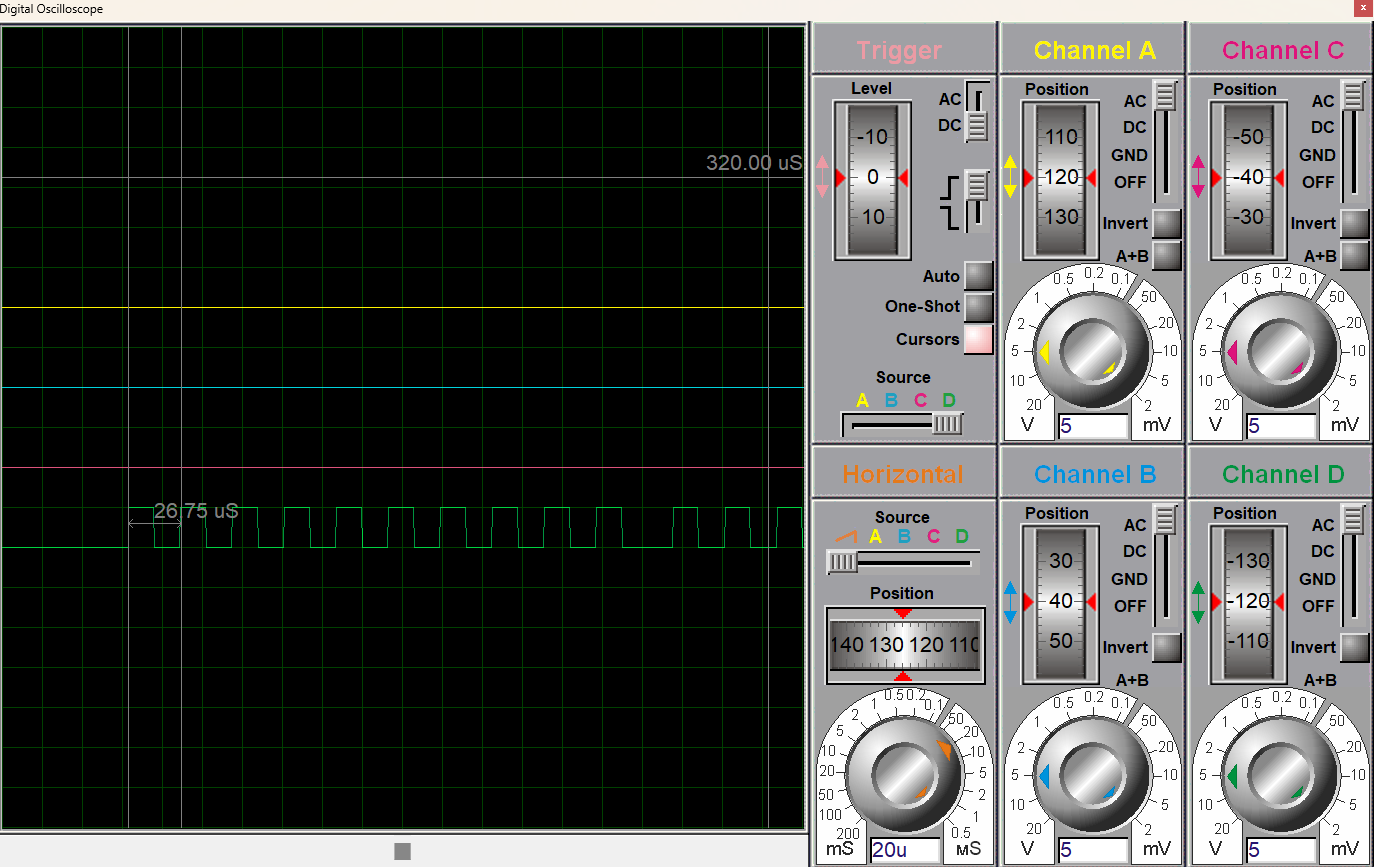 Digital Oscilloscope
x
320.00 uS
26.75 uS
Trigger
Level
-10
0
10
AC
DC
Auto
One-Shot
Cursors
Source
A B C D
Channel A
Position
110
120
130
AC
DC
GND
OFF
Invert
A+B
0.5 0.2 0.1
1 50
2 20
5 10
10 5
20 2
V 5 mV
Channel C
Position
-50
-40
-30
AC
DC
GND
OFF
Invert
A+B
0.5 0.2 0.1
1 50
2 20
5 10
10 5
20 2
V 5 mV
Horizontal
Source
A B C D
Position
140 130 120 110
1 0.5 0.2 0.1
2 50
5 20
10 10
20 5
50 2
100 1
200 0.5
mS 20u мS
Channel B
Position
30
40
50
AC
DC
GND
OFF
Invert
A+B
0.5 0.2 0.1
1 50
2 20
5 10
10 5
20 2
V 5 mV
Channel D
Position
-130
-120
-110
AC
DC
GND
OFF
Invert
A+B
0.5 0.2 0.1
1 50
2 20
5 10
10 5
20 2
V 5 mV